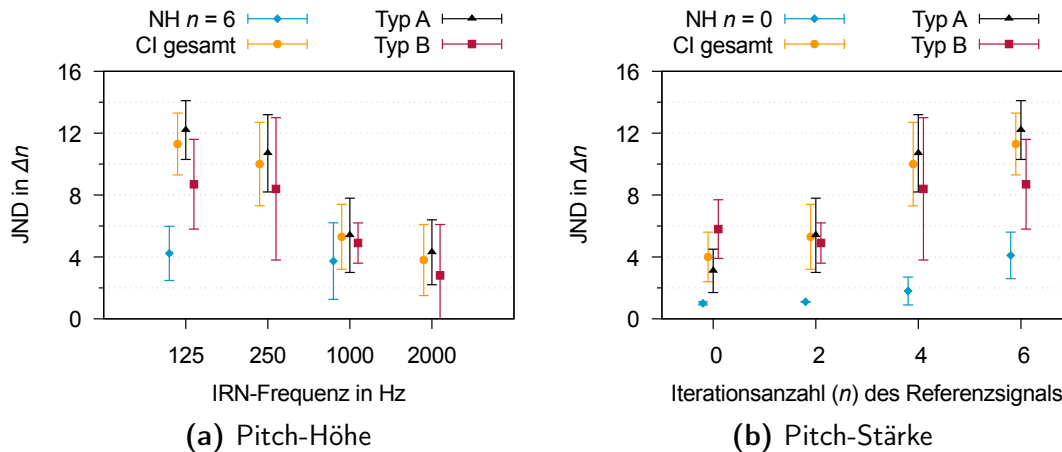 NH n = 6
CI gesamt
Typ A
Typ B
JND in Δn
16
12
8
4
0
125 250 1000 2000
IRN-Frequenz in Hz
(a) Pitch-Höhe
NH n = 0
CI gesamt
Typ A
Typ B
JND in Δn
16
12
8
4
0
0 2 4 6
Iterationsanzahl (n) des Referenzsignals
(b) Pitch-Stärke